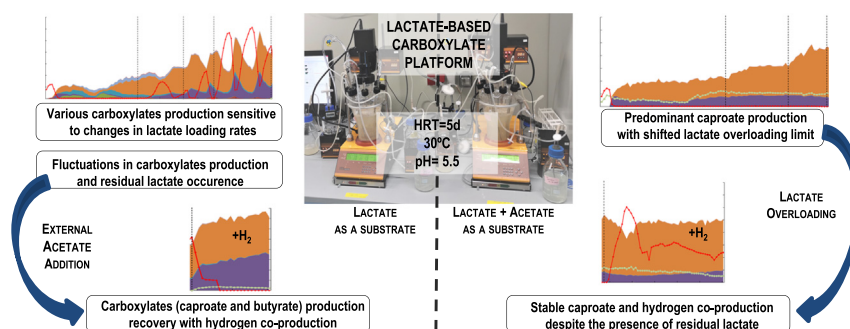 LACTATE-BASED
CARBOXYLATE
PLATFORM
HRT=5d
30ºC
pH= 5.5
Various carboxylates production sensitive
to changes in lactate loading rates
Fluctuations in carboxylates production
and residual lactate occurence
EXTERNAL
ACETATE
ADDITION
+H₂
Carboxylates (caproate and butyrate) production
recovery with hydrogen co-production
LACTATE
AS A SUBSTRATE
LACTATE + ACETATE
AS A SUBSTRATE
Predominant caproate production
with shifted lactate overloading limit
LACTATE
OVERLOADING
+H₂
Stable caproate and hydrogen co-production
despite the presence of residual lactate